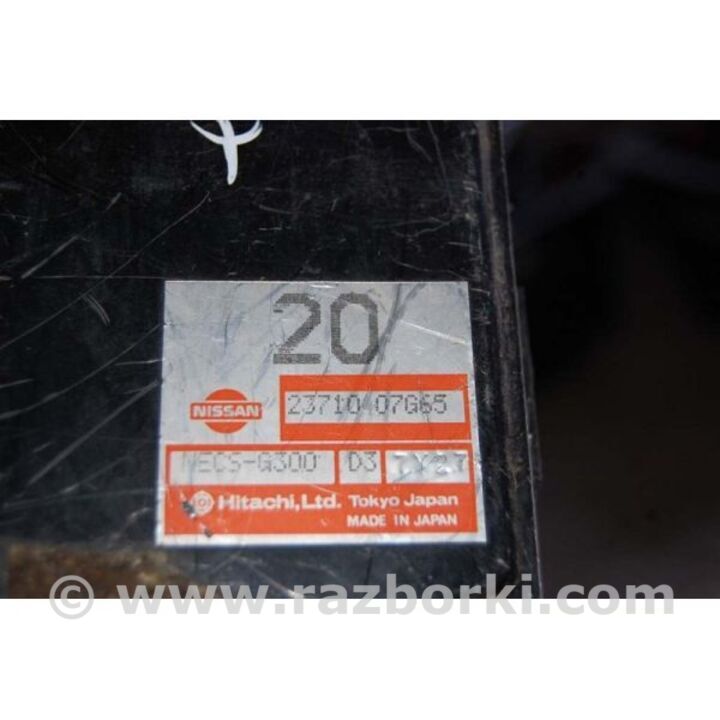 20
NISSAN
23710 07G65
MECS-G300 D3
Hitachi, Ltd. Tokyo Japan
MADE IN JAPAN
© www.razborki.com